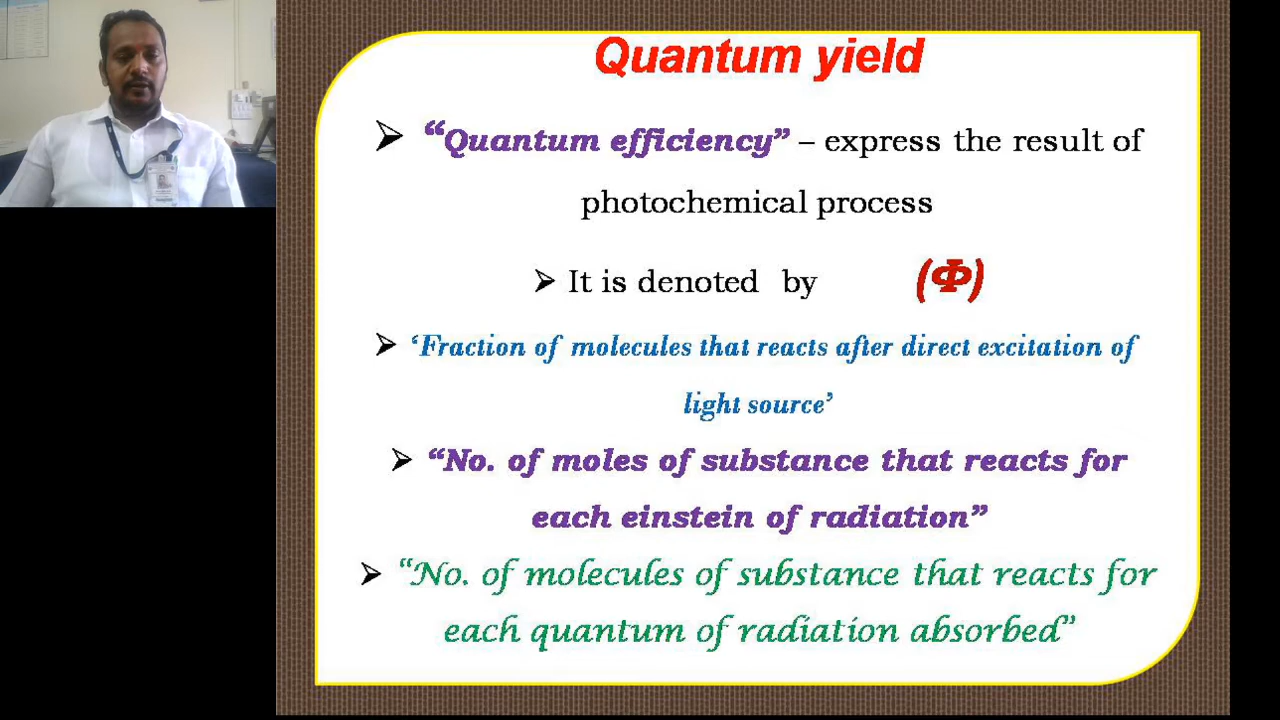 Quantum yield
➢ “Quantum efficiency” – express the result of
photochemical process
➢ It is denoted by (Φ)
➢ ‘Fraction of molecules that reacts after direct excitation of
light source’
➢ “No. of moles of substance that reacts for
each einstein of radiation”
➢ “No. of molecules of substance that reacts for
each quantum of radiation absorbed”